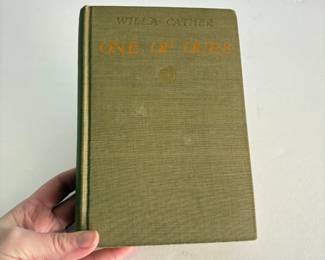 WILLA CATHER
ONE OF OURS